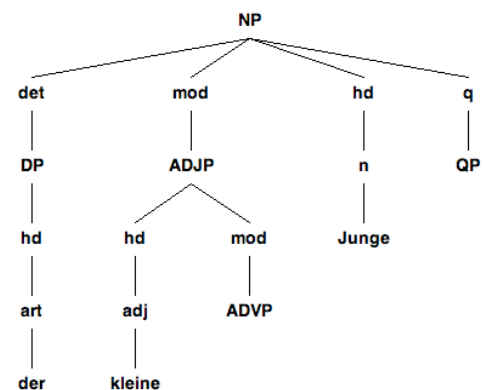 NP
det mod hd q
DP ADJP n QP
hd hd mod Junge
art adj ADVP
der kleine